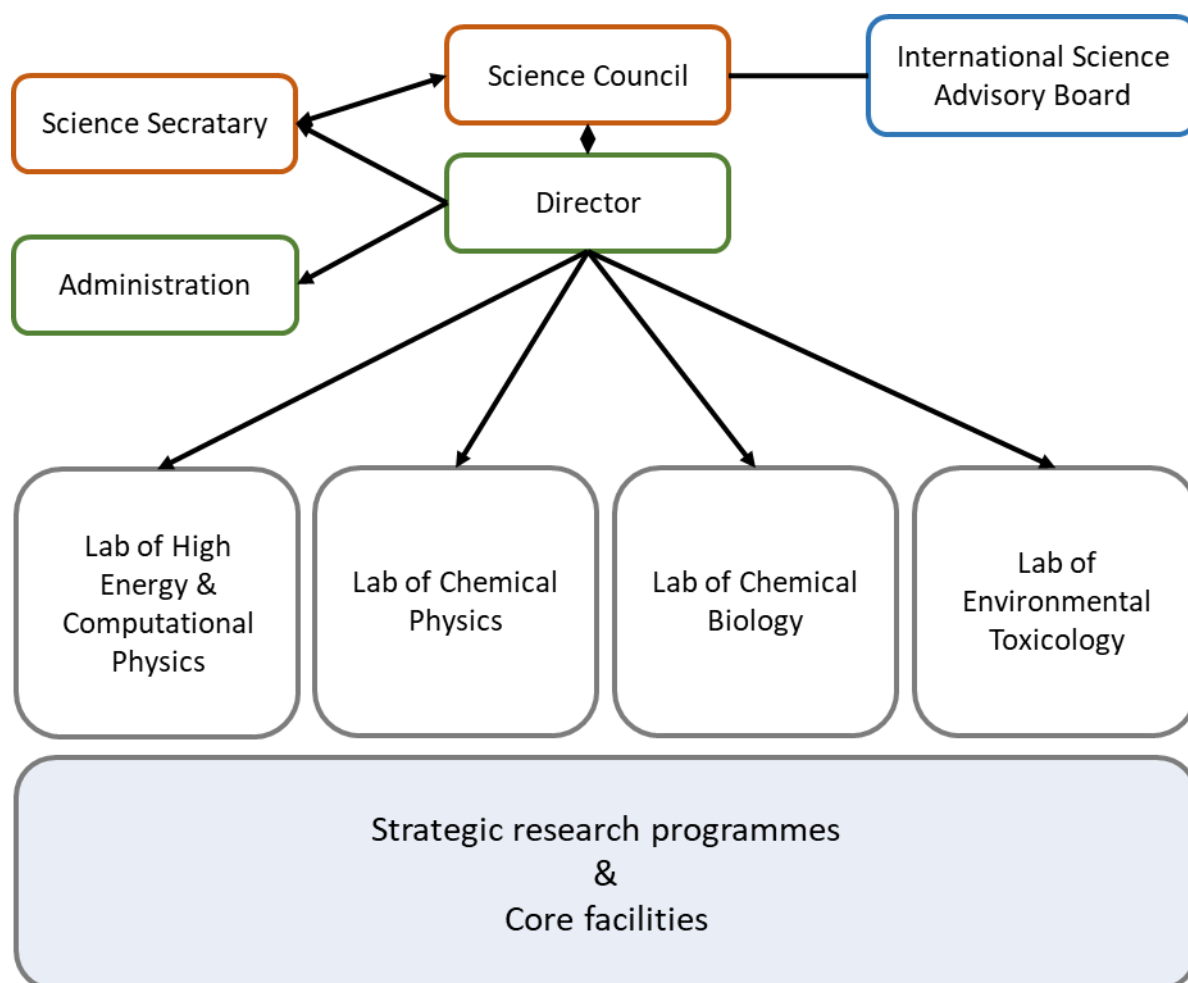 Science Council
International Science
Advisory Board
Science Secratary
Director
Administration
Lab of High
Energy &
Computational
Physics
Lab of Chemical
Physics
Lab of Chemical
Biology
Lab of
Environmental
Toxicology
Strategic research programmes
&
Core facilities